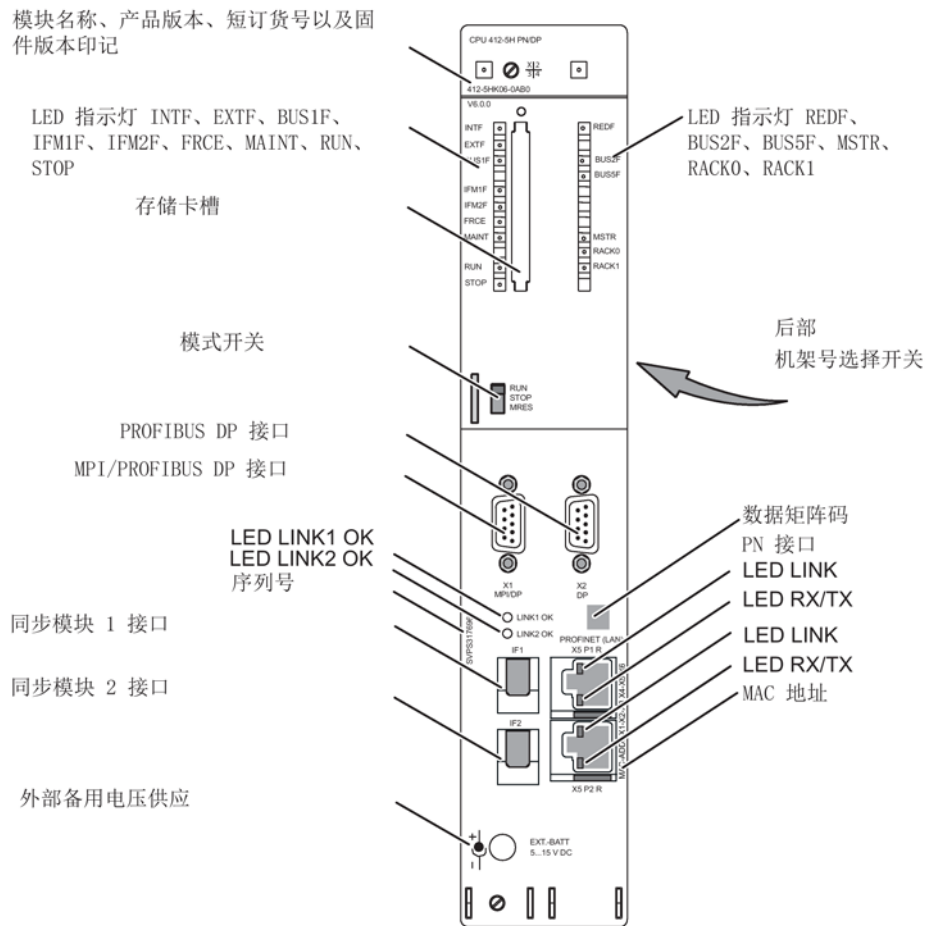 模块名称、产品版本、短订货号以及固
件版本印记
LED 指示灯 INTF、EXTF、BUS1F、
IFM1F、IFM2F、FRCE、MAINT、RUN、
STOP
存储卡槽
模式开关
PROFIBUS DP 接口
MPI/PROFIBUS DP 接口
LED LINK1 OK
LED LINK2 OK
序列号
同步模块 1 接口
同步模块 2 接口
外部备用电压供应
CPU 412-5H PN/DP
X 2
3 4
412-5HK06-0AB0
V6.0.0
INTF
EXTF
BUS1F
IFM1F
IFM2F
FRCE
MAINT
RUN
STOP
REDF
BUS2F
BUS5F
MSTR
RACK0
RACK1
RUN
STOP
MRES
X1
MPI/DP
X2
DP
LINK1 OK
LINK2 OK
SVPS317696
PROFINET (LAN)
X5 P1 R
IF1
IF2
X5 P2 R
EXT.-BATT
5...15 V DC
LED 指示灯 REDF、
BUS2F、BUS5F、MSTR、
RACK0、RACK1
后部
机架号选择开关
数据矩阵码
PN 接口
LED LINK
LED RX/TX
LED LINK
LED RX/TX
MAC 地址